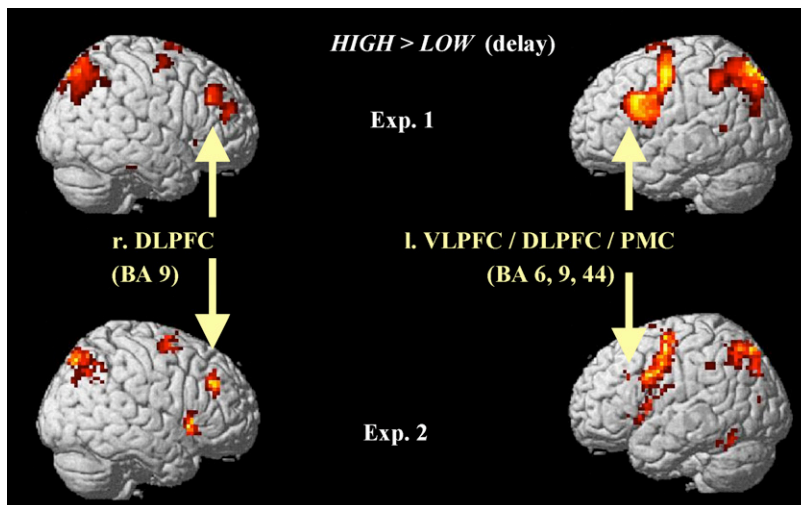 HIGH > LOW (delay)
Exp. 1
r. DLPFC
(BA 9)
l. VLPFC / DLPFC / PMC
(BA 6, 9, 44)
Exp. 2